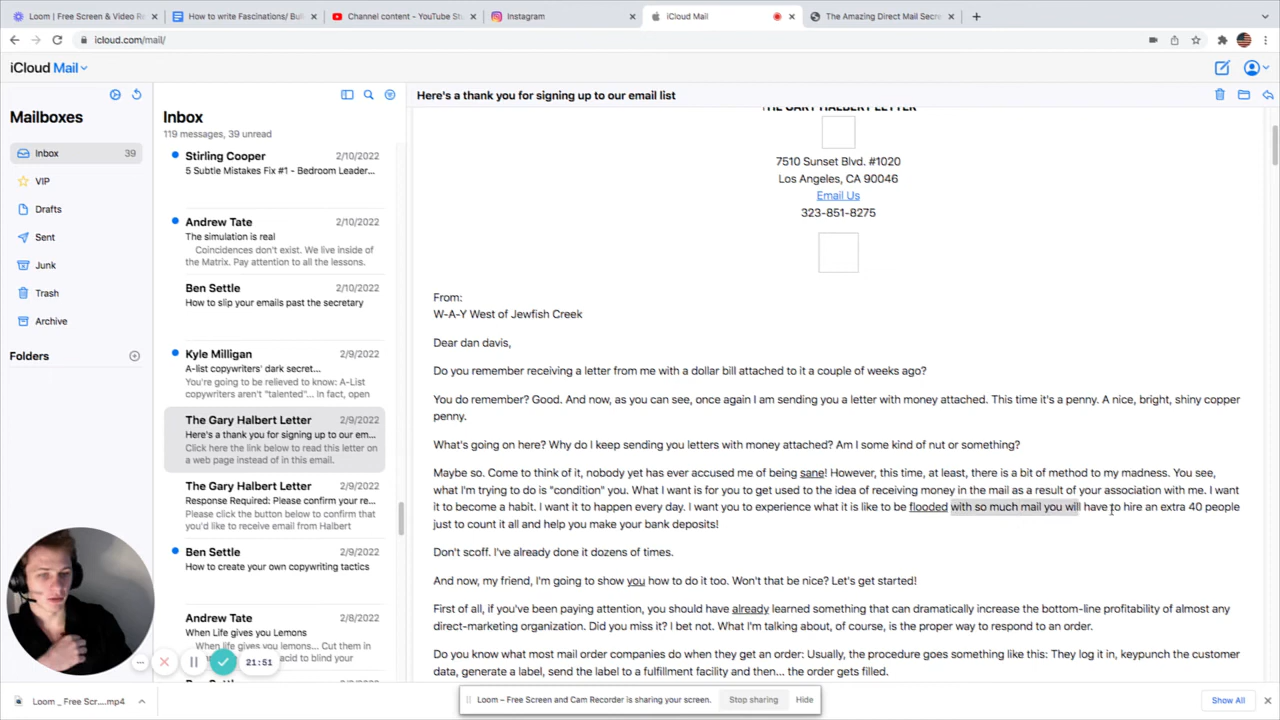 Loom | Free Screen & Video R
How to write Fascinations/ Bul
Channel content - YouTube St
Instagram
iCloud Mail
The Amazing Direct Mail Secre
icloud.com/mail/
iCloud Mail
Mailboxes
Inbox 39
VIP
Drafts
Sent
Junk
Trash
Archive
Folders
Inbox
119 messages, 39 unread
Stirling Cooper 2/10/2022
5 Subtle Mistakes Fix #1 - Bedroom Leader...
Andrew Tate 2/10/2022
The simulation is real
Coincidences don't exist. We live inside of
the Matrix. Pay attention to all the lessons.
Ben Settle 2/10/2022
How to slip your emails past the secretary
Kyle Milligan 2/9/2022
A-list copywriters' dark secret...
You're going to be relieved to know: A-List
copywriters aren't "talented"... In fact, open
The Gary Halbert Letter 2/9/2022
Here's a thank you for signing up to our em...
Click here the link below to read this letter on
a web page instead of in this email.
The Gary Halbert Letter 2/9/2022
Response Required: Please confirm your re...
Please click the button below to confirm that
you'd like to receive email from Halbert
Ben Settle 2/9/2022
How to create your own copywriting tactics
Andrew Tate 2/8/2022
When Life gives you Lemons
When life gives you lemons... Cut them in
acid to blind your
Here's a thank you for signing up to our email list
THE GARY HALBERT LETTER
7510 Sunset Blvd. #1020
Los Angeles, CA 90046
Email Us
323-851-8275
From:
W-A-Y West of Jewfish Creek
Dear dan davis,
Do you remember receiving a letter from me with a dollar bill attached to it a couple of weeks ago?
You do remember? Good. And now, as you can see, once again I am sending you a letter with money attached. This time it's a penny. A nice, bright, shiny copper
penny.
What's going on here? Why do I keep sending you letters with money attached? Am I some kind of nut or something?
Maybe so. Come to think of it, nobody yet has ever accused me of being sane! However, this time, at least, there is a bit of method to my madness. You see,
what I'm trying to do is "condition" you. What I want is for you to get used to the idea of receiving money in the mail as a result of your association with me. I want
it to become a habit. I want it to happen every day. I want you to experience what it is like to be flooded with so much mail you will have to hire an extra 40 people
just to count it all and help you make your bank deposits!
Don't scoff. I've already done it dozens of times.
And now, my friend, I'm going to show you how to do it too. Won't that be nice? Let's get started!
First of all, if you've been paying attention, you should have already learned something that can dramatically increase the bottom-line profitability of almost any
direct-marketing organization. Did you miss it? I bet not. What I'm talking about, of course, is the proper way to respond to an order.
Do you know what most mail order companies do when they get an order: Usually, the procedure goes something like this: They log it in, keypunch the customer
data, generate a label, send the label to a fulfillment facility and then... the order gets filled.
21:51
Loom _ Free Scr....mp4
Loom – Free Screen and Cam Recorder is sharing your screen.
Stop sharing
Hide
Show All